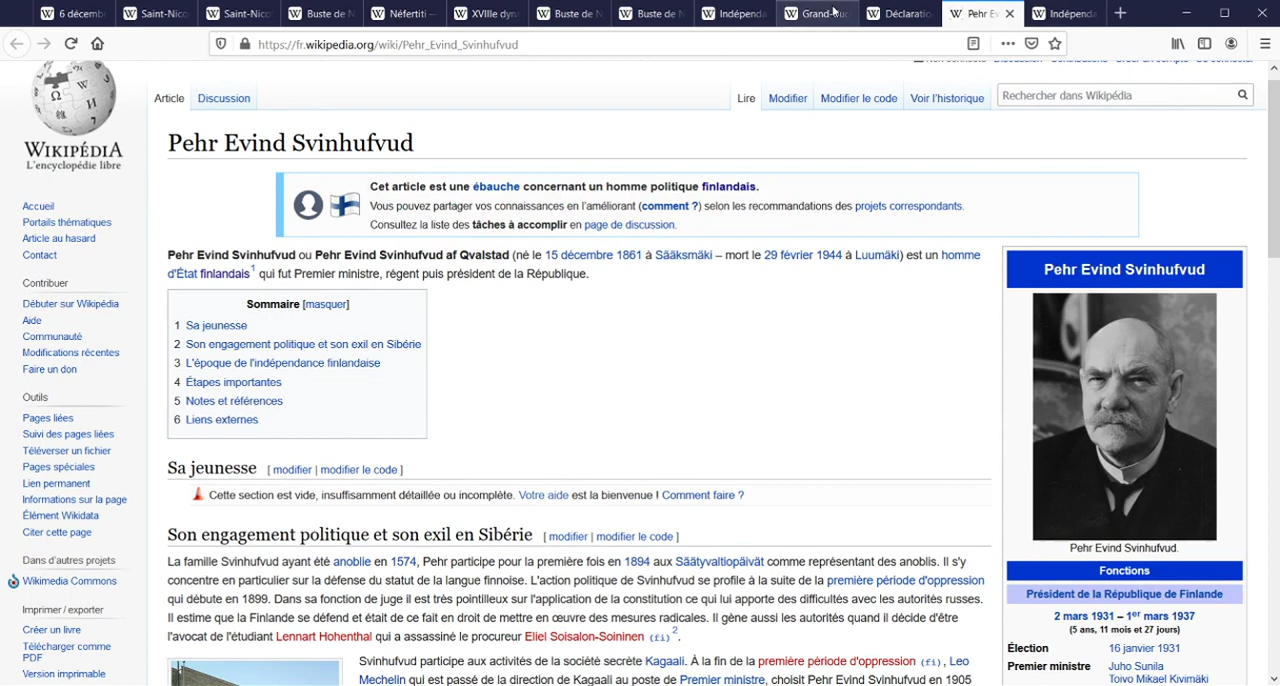 6 décemb
Saint-Nico
Saint-Nico
Buste de N
Néfertiti —
XVIIIe dyn
Buste de N
Buste de N
Indépenda
Grand-duc
Déclaratio
Pehr Ev
Indépenda
https://fr.wikipedia.org/wiki/Pehr_Evind_Svinhufvud
Non connecté Discussion Contributions Créer un compte Se connecter
Article Discussion Lire Modifier Modifier le code Voir l'historique Rechercher dans Wikipédia
WIKIPÉDIA
L'encyclopédie libre
Accueil
Portails thématiques
Article au hasard
Contact
Contribuer
Débuter sur Wikipédia
Aide
Communauté
Modifications récentes
Faire un don
Outils
Pages liées
Suivi des pages liées
Téléverser un fichier
Pages spéciales
Lien permanent
Informations sur la page
Élément Wikidata
Citer cette page
Dans d'autres projets
Wikimedia Commons
Imprimer / exporter
Créer un livre
Télécharger comme
PDF
Version imprimable
Pehr Evind Svinhufvud
Cet article est une ébauche concernant un homme politique finlandais.
Vous pouvez partager vos connaissances en l'améliorant (comment ?) selon les recommandations des projets correspondants.
Consultez la liste des tâches à accomplir en page de discussion.
Pehr Evind Svinhufvud ou Pehr Evind Svinhufvud af Qvalstad (né le 15 décembre 1861 à Sääksmäki – mort le 29 février 1944 à Luumäki) est un homme
d'État finlandais1 qui fut Premier ministre, régent puis président de la République.
Sommaire [masquer]
1 Sa jeunesse
2 Son engagement politique et son exil en Sibérie
3 L'époque de l'indépendance finlandaise
4 Étapes importantes
5 Notes et références
6 Liens externes
Sa jeunesse [ modifier | modifier le code ]
Cette section est vide, insuffisamment détaillée ou incomplète. Votre aide est la bienvenue ! Comment faire ?
Son engagement politique et son exil en Sibérie [ modifier | modifier le code ]
La famille Svinhufvud ayant été anoblie en 1574, Pehr participe pour la première fois en 1894 aux Säätyvaltiopäivät comme représentant des anoblis. Il s'y
concentre en particulier sur la défense du statut de la langue finnoise. L'action politique de Svinhufvud se profile à la suite de la première période d'oppression
qui débute en 1899. Dans sa fonction de juge il est très pointilleux sur l'application de la constitution ce qui lui apporte des difficultés avec les autorités russes.
Il estime que la Finlande se défend et était de ce fait en droit de mettre en œuvre des mesures radicales. Il gène aussi les autorités quand il décide d'être
l'avocat de l'étudiant Lennart Hohenthal qui a assassiné le procureur Eliel Soisalon-Soininen (fi) 2.
Svinhufvud participe aux activités de la société secrète Kagaali. À la fin de la première période d'oppression (fi), Leo
Mechelin qui est passé de la direction de Kagaali au poste de Premier ministre, choisit Pehr Evind Svinhufvud en 1905
Pehr Evind Svinhufvud
Pehr Evind Svinhufvud.
Fonctions
Président de la République de Finlande
2 mars 1931 – 1er mars 1937
(5 ans, 11 mois et 27 jours)
Élection 16 janvier 1931
Premier ministre Juho Sunila
Toivo Mikael Kivimäki